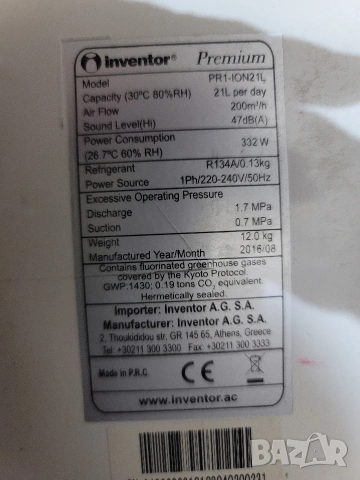 inventor® Premium
Model PR1-ION21L
Capacity (30°C 80%RH) 21L per day
Air Flow 200m³/h
Sound Level(Hi) 47dB(A)
Power Consumption 332 W
(26.7°C 60% RH)
Refrigerant R134A/0.13kg
Power Source 1Ph/220-240V/50Hz
Excessive Operating Pressure
Discharge 1.7 MPa
Suction 0.7 MPa
Weight 12.0 kg
Manufactured Year/Month 2016/08
Contains fluorinated greenhouse gases
covered by the Kyoto Protocol.
GWP:1430; 0.19 tons CO₂ equivalent.
Hermetically sealed.
Importer: Inventor A.G. S.A.
Manufacturer: Inventor A.G. S.A.
2, Thoukididou str, GR 145 65, Athens, Greece
Tel: +30211 300 3300 Fax: +30211 300 3333
Made in P.R.C. CE
www.inventor.ac
BAZAR.BG